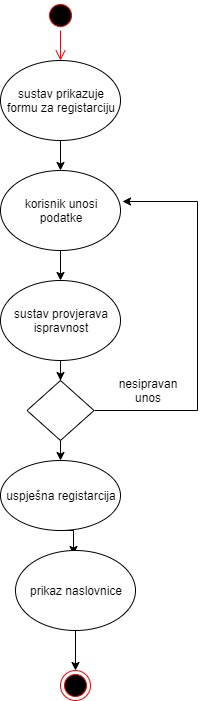 sustav prikazuje
formu za registarciju
korisnik unosi
podatke
sustav provjerava
ispravnost
nesipravan
unos
uspješna registarcija
prikaz naslovnice